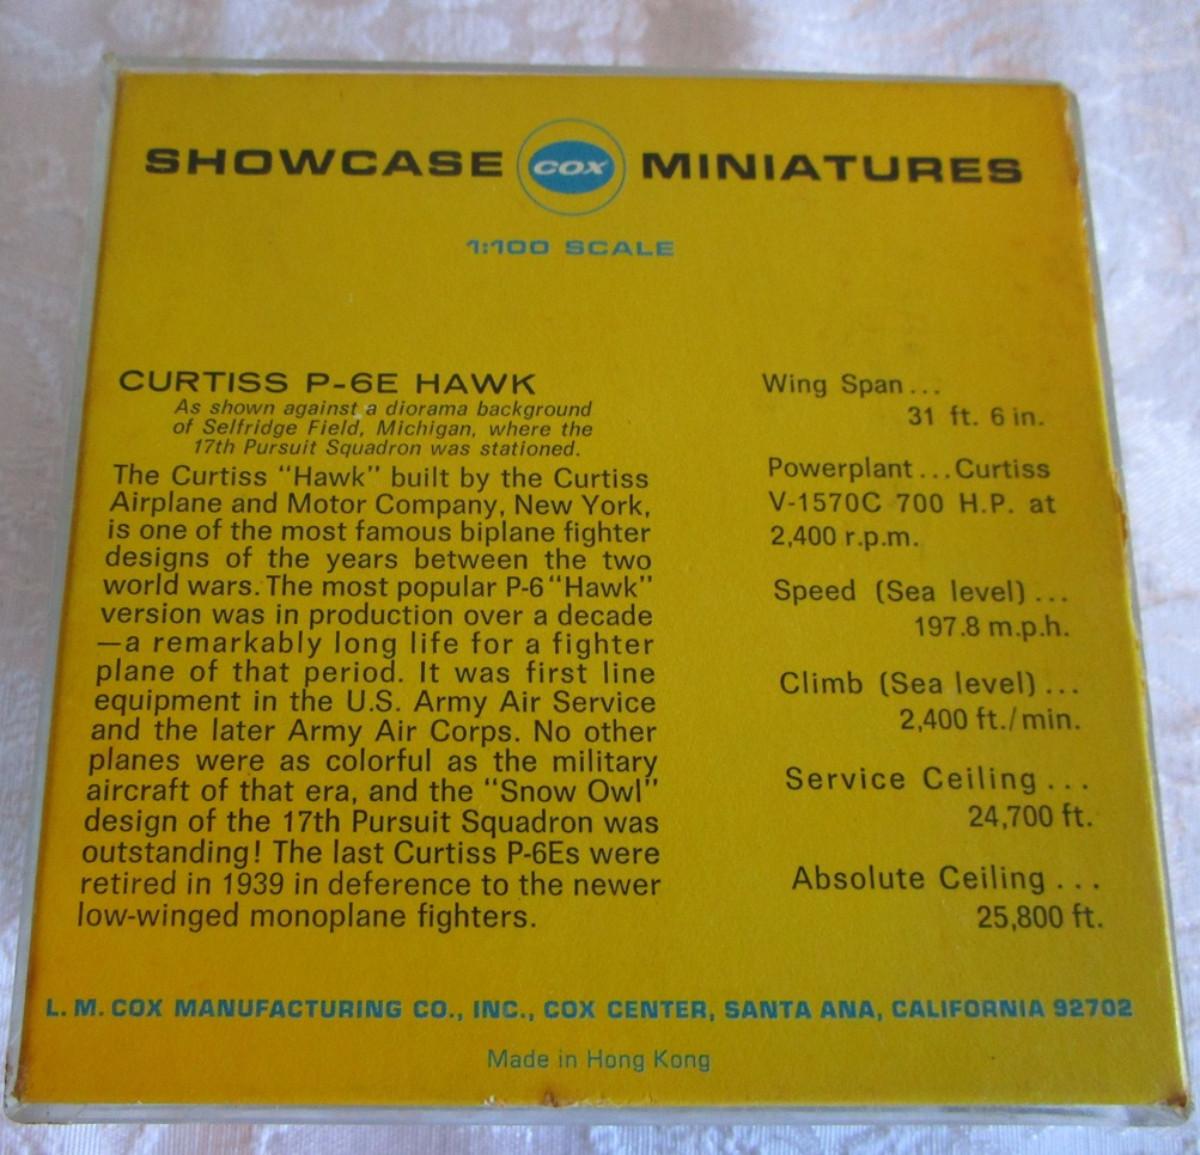 SHOWCASE COX MINIATURES
1:100 SCALE
CURTISS P-6E HAWK
As shown against a diorama background
of Selfridge Field, Michigan, where the
17th Pursuit Squadron was stationed.
The Curtiss "Hawk" built by the Curtiss
Airplane and Motor Company, New York,
is one of the most famous biplane fighter
designs of the years between the two
world wars. The most popular P-6 "Hawk"
version was in production over a decade
—a remarkably long life for a fighter
plane of that period. It was first line
equipment in the U.S. Army Air Service
and the later Army Air Corps. No other
planes were as colorful as the military
aircraft of that era, and the "Snow Owl"
design of the 17th Pursuit Squadron was
outstanding! The last Curtiss P-6Es were
retired in 1939 in deference to the newer
low-winged monoplane fighters.
Wing Span...
31 ft. 6 in.
Powerplant...Curtiss
V-1570C 700 H.P. at
2,400 r.p.m.
Speed (Sea level)...
197.8 m.p.h.
Climb (Sea level)...
2,400 ft./min.
Service Ceiling...
24,700 ft.
Absolute Ceiling...
25,800 ft.
L. M. COX MANUFACTURING CO., INC., COX CENTER, SANTA ANA, CALIFORNIA 92702
Made in Hong Kong